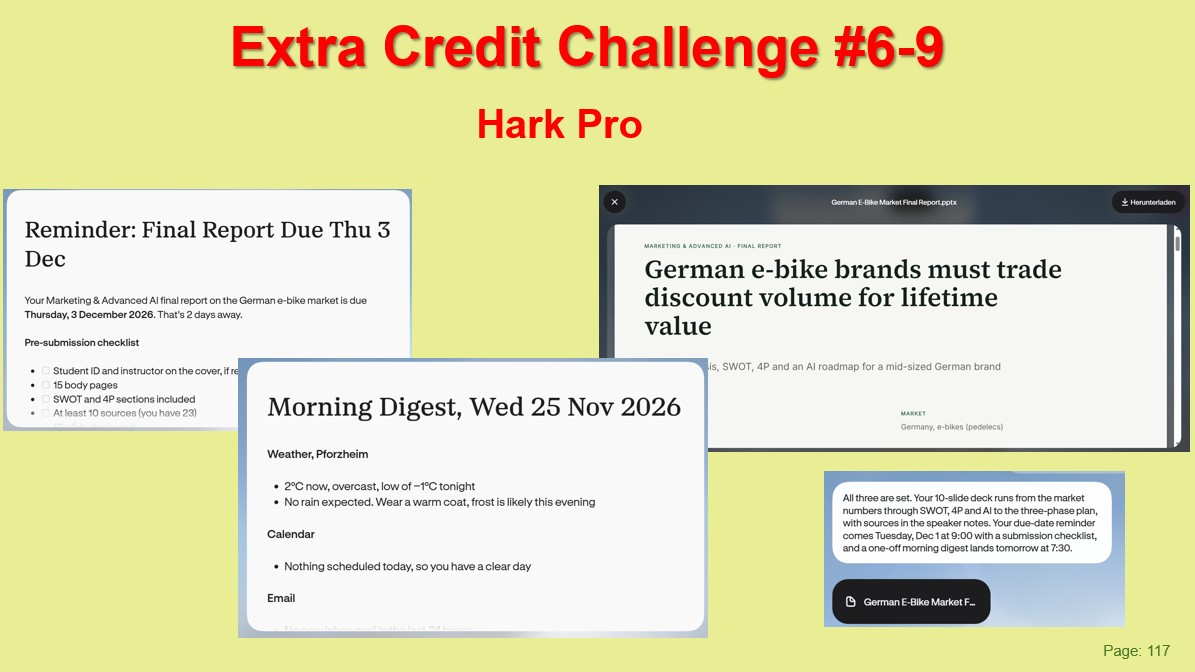 Extra Credit Challenge #6-9
Hark Pro
Reminder: Final Report Due Thu 3
Dec
Your Marketing & Advanced AI final report on the German e-bike market is due
Thursday, 3 December 2026. That's 2 days away.
Pre-submission checklist
Student ID and instructor on the cover, if re
15 body pages
SWOT and 4P sections included
At least 10 sources (you have 23)
Morning Digest, Wed 25 Nov 2026
Weather, Pforzheim
2°C now, overcast, low of −1°C tonight
No rain expected. Wear a warm coat, frost is likely this evening
Calendar
Nothing scheduled today, so you have a clear day
Email
German E-Bike Market Final Report.pptx
Herunterladen
MARKETING & ADVANCED AI · FINAL REPORT
German e-bike brands must trade
discount volume for lifetime
value
SWOT, 4P and an AI roadmap for a mid-sized German brand
MARKET
Germany, e-bikes (pedelecs)
All three are set. Your 10-slide deck runs from the market
numbers through SWOT, 4P and AI to the three-phase plan,
with sources in the speaker notes. Your due-date reminder
comes Tuesday, Dec 1 at 9:00 with a submission checklist,
and a one-off morning digest lands tomorrow at 7:30.
German E-Bike Market F...
Page: 117